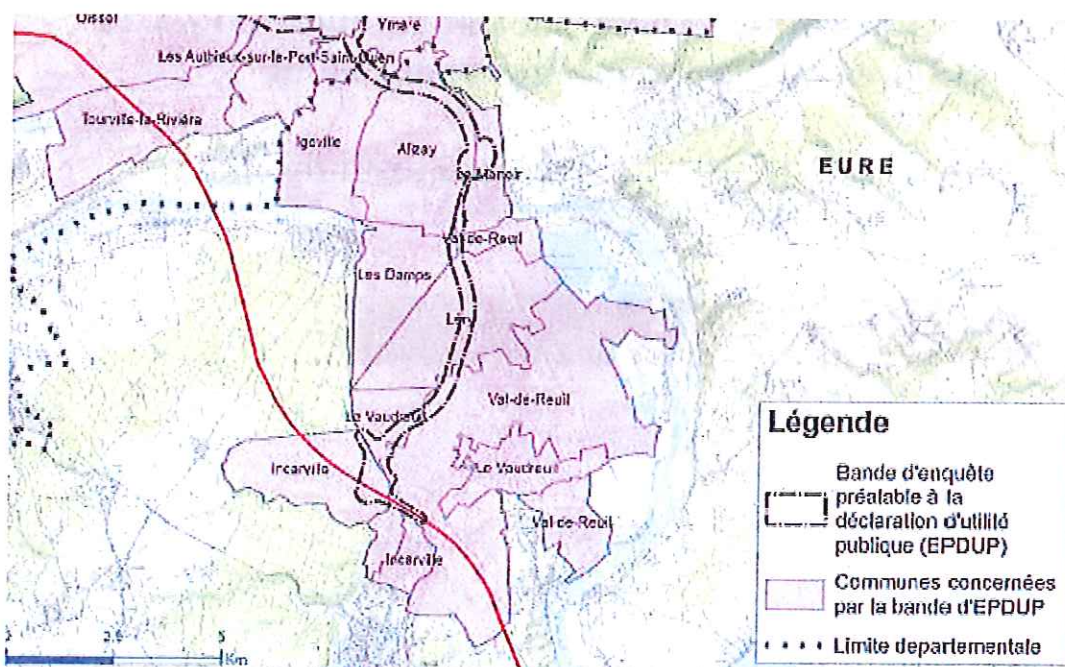 Oissel
Ymare
Les Authieux-sur-le-Port-Saint-Ouen
Tourville-la-Rivière
Igoville
Alizay
Le Manoir
EURE
Val-de-Reuil
Les Damps
Léry
Val-de-Reuil
Le Vaudreuil
Incarville
Le Vaudreuil
Val-de-Reuil
Incarville
Légende
Bande d'enquête
préalable à la
déclaration d'utilité
publique (EPDUP)
Communes concernées
par la bande d'EPDUP
Limite departementale
2,5
5
Km